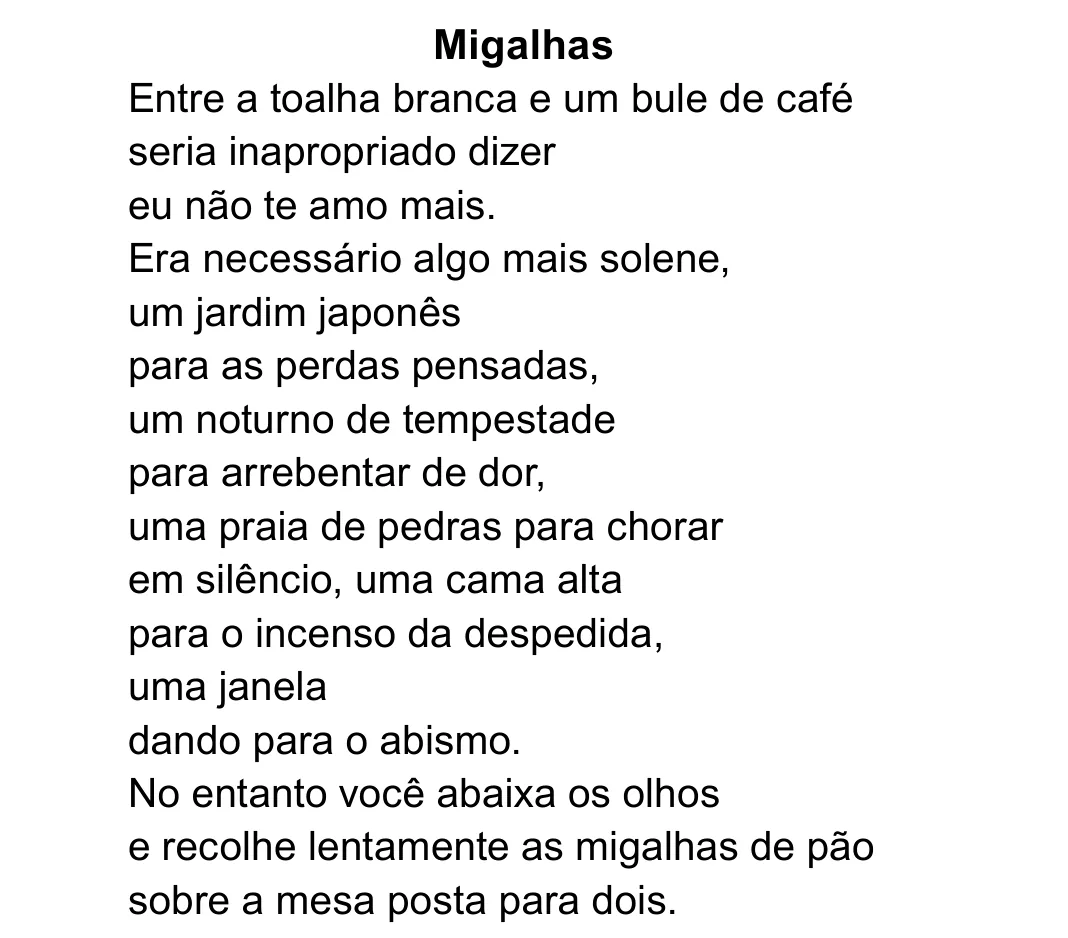 Migalhas
Entre a toalha branca e um bule de café
seria inapropriado dizer
eu não te amo mais.
Era necessário algo mais solene,
um jardim japonês
para as perdas pensadas,
um noturno de tempestade
para arrebentar de dor,
uma praia de pedras para chorar
em silêncio, uma cama alta
para o incenso da despedida,
uma janela
dando para o abismo.
No entanto você abaixa os olhos
e recolhe lentamente as migalhas de pão
sobre a mesa posta para dois.